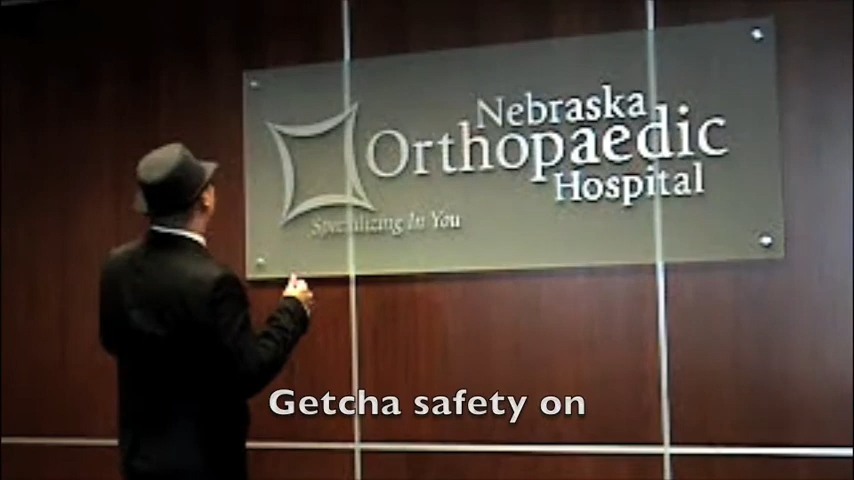 Nebraska
Orthopaedic
Hospital
Specializing In You
Getcha safety on